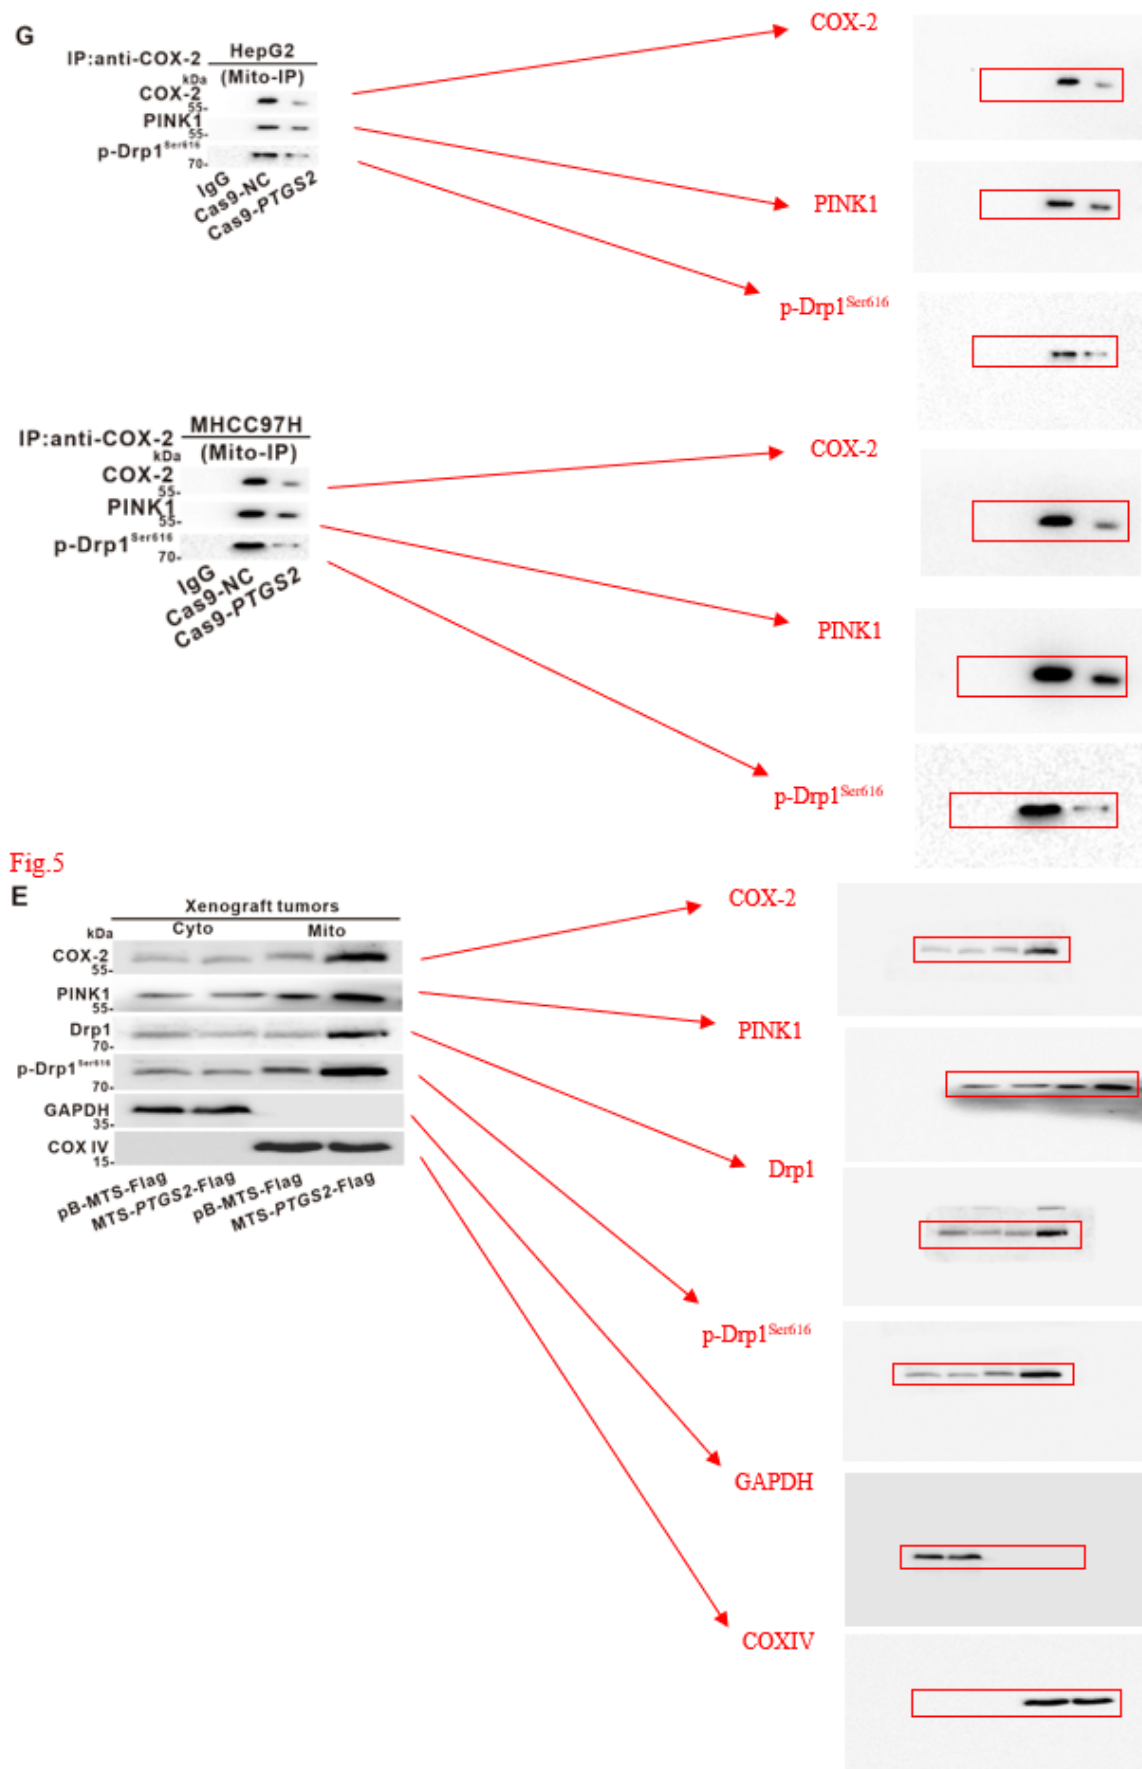 G
IP:anti-COX-2 HepG2
kDa (Mito-IP)
COX-2
55-
PINK1
55-
p-Drp1Ser616
70-
IgG
Cas9-NC
Cas9-PTGS2
COX-2
PINK1
p-Drp1Ser616
IP:anti-COX-2 MHCC97H
kDa (Mito-IP)
COX-2
55-
PINK1
55-
p-Drp1Ser616
70-
IgG
Cas9-NC
Cas9-PTGS2
COX-2
PINK1
p-Drp1Ser616
Fig.5
E
Xenograft tumors
kDa Cyto Mito
COX-2
55-
PINK1
55-
Drp1
70-
p-Drp1Ser616
70-
GAPDH
35-
COX IV
15-
pB-MTS-Flag
MTS-PTGS2-Flag
pB-MTS-Flag
MTS-PTGS2-Flag
COX-2
PINK1
Drp1
p-Drp1Ser616
GAPDH
COXIV